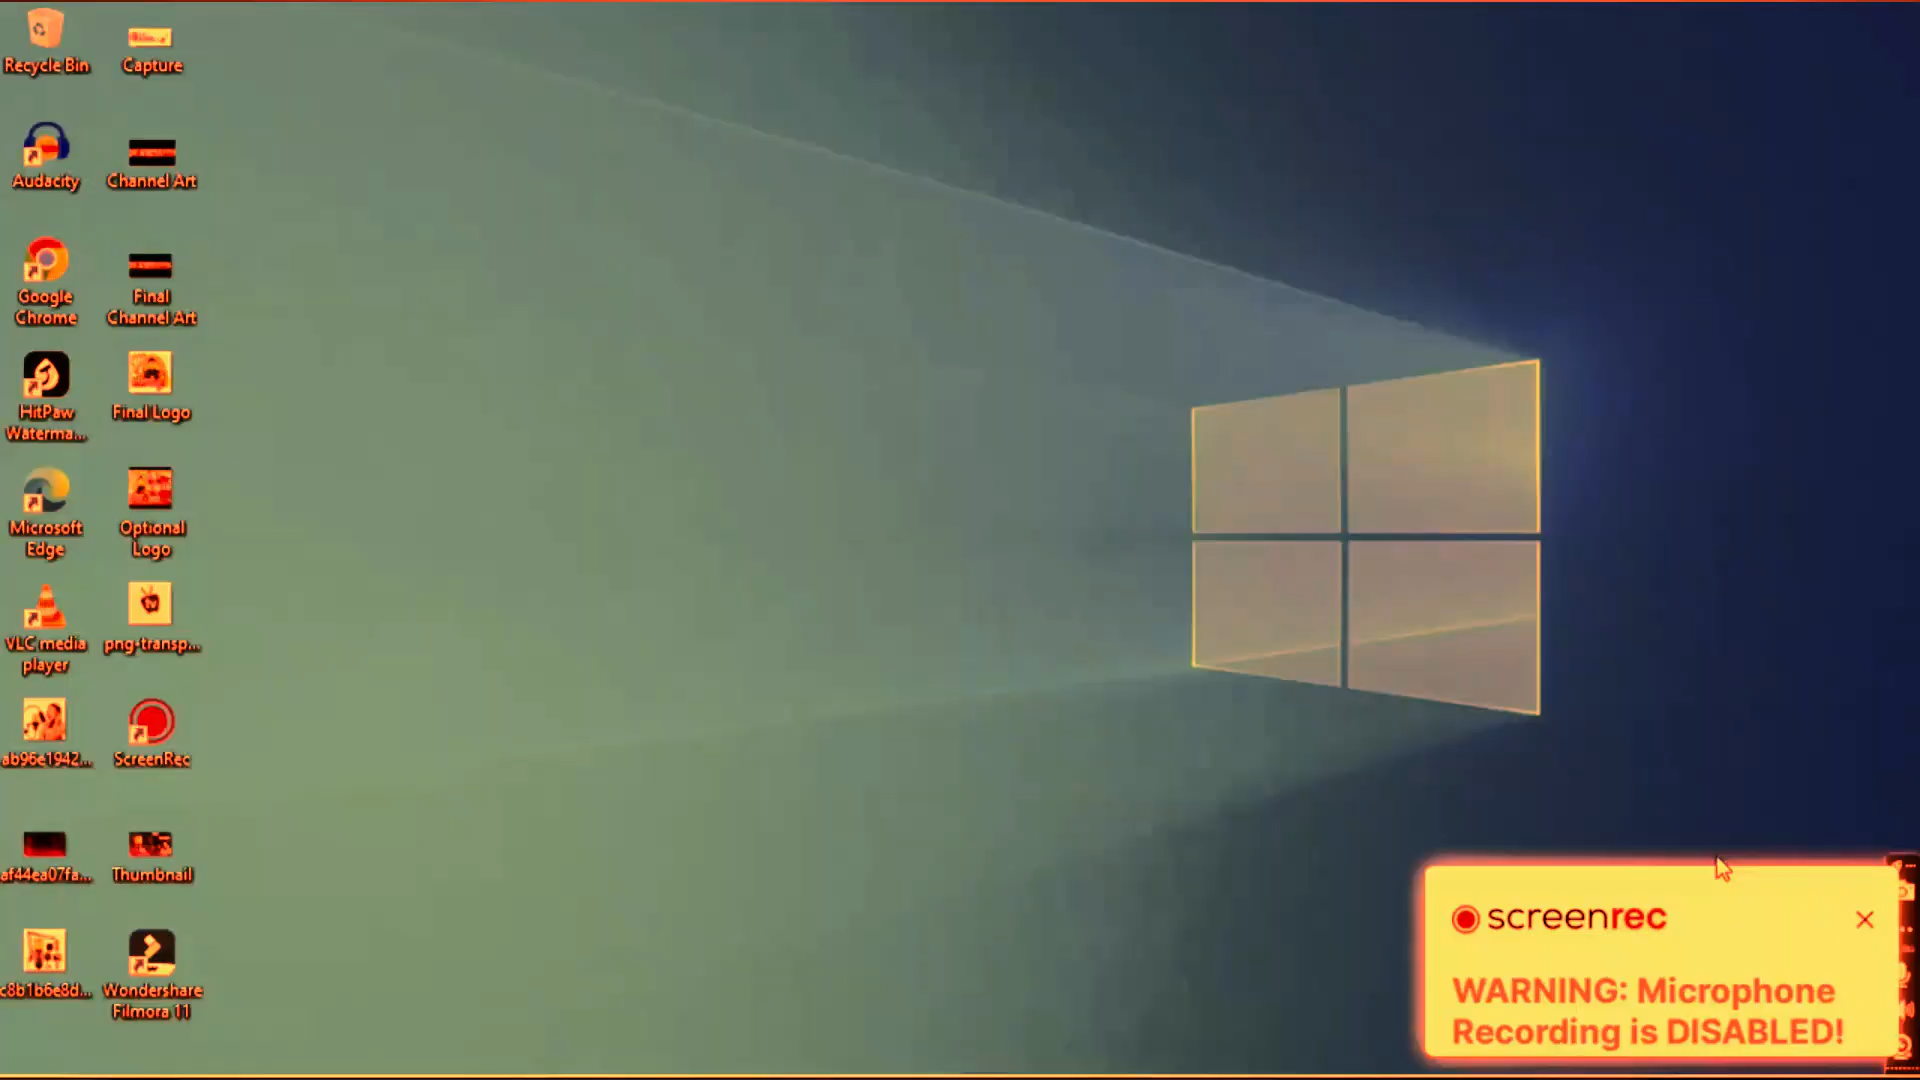 Recycle Bin
Capture
Audacity
Channel Art
Google
Chrome
Final
Channel Art
HitPaw
Waterma...
Final Logo
Microsoft
Edge
Optional
Logo
VLC media
player
png-transp...
ab96e1942...
ScreenRec
af44ea07fa...
Thumbnail
c8b1b6e8d...
Wondershare
Filmora 11
screenrec
WARNING: Microphone
Recording is DISABLED!